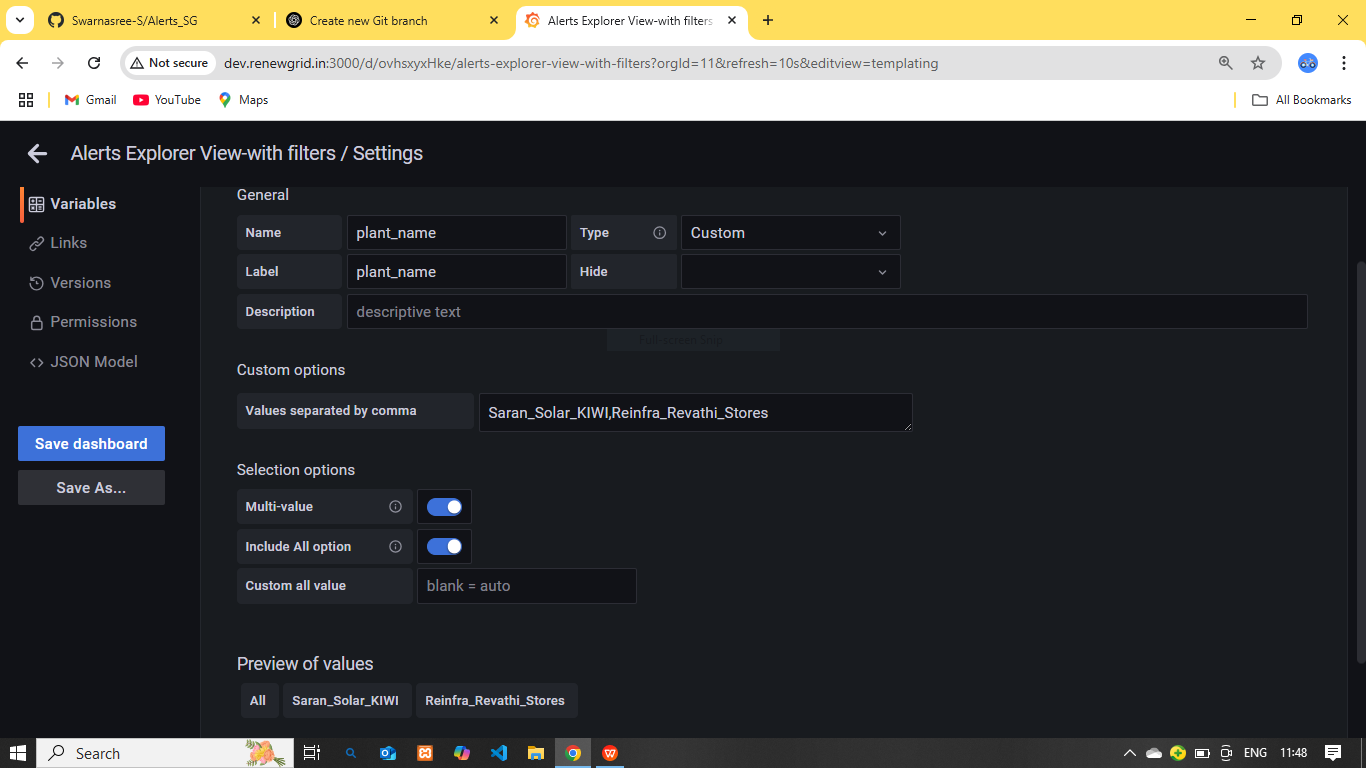 Swarnasree-S/Alerts_SG
Create new Git branch
Alerts Explorer View-with filters
Not secure
dev.renewgrid.in:3000/d/ovhsxyxHke/alerts-explorer-view-with-filters?orgId=11&refresh=10s&editview=templating
Gmail
YouTube
Maps
All Bookmarks
Alerts Explorer View-with filters / Settings
Variables
Links
Versions
Permissions
JSON Model
Save dashboard
Save As...
General
Name plant_name Type Custom
Label plant_name Hide
Description descriptive text
Full-screen Snip
Custom options
Values separated by comma Saran_Solar_KIWI,Reinfra_Revathi_Stores
Selection options
Multi-value
Include All option
Custom all value blank = auto
Preview of values
All Saran_Solar_KIWI Reinfra_Revathi_Stores
Search
ENG 11:48